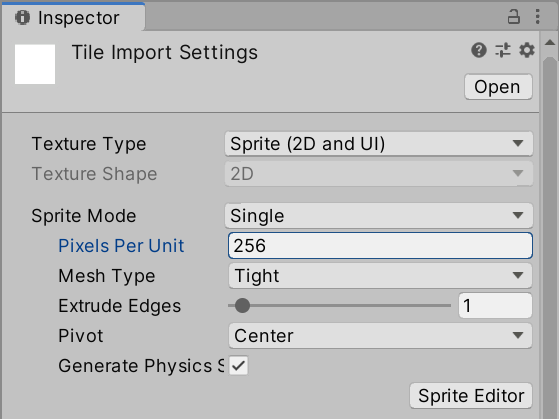 Inspector
Tile Import Settings
Open
Texture Type Sprite (2D and UI)
Texture Shape 2D
Sprite Mode Single
Pixels Per Unit 256
Mesh Type Tight
Extrude Edges 1
Pivot Center
Generate Physics S
Sprite Editor